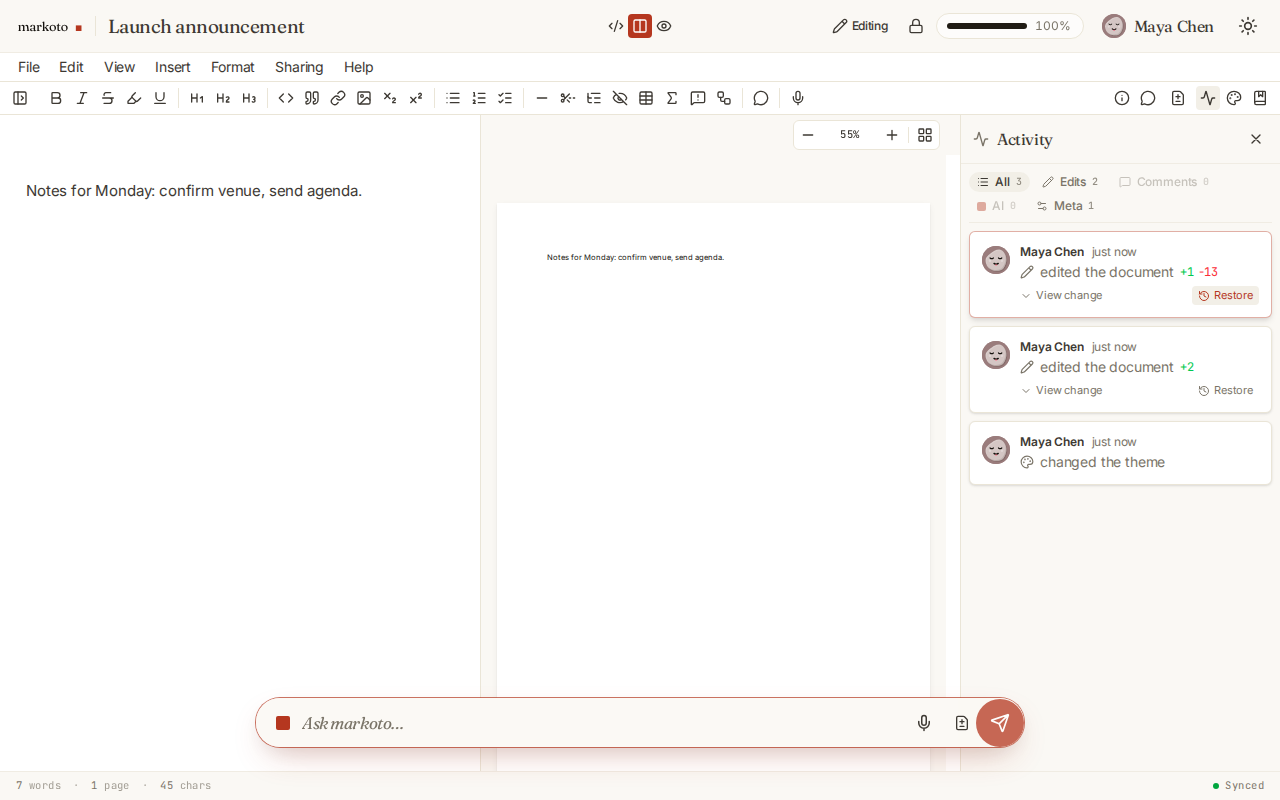 markoto
Launch announcement
Editing
100%
Maya Chen
File Edit View Insert Format Sharing Help
H1 H2 H3
55%
Notes for Monday: confirm venue, send agenda.
Notes for Monday: confirm venue, send agenda.
Activity
All 3 Edits 2 Comments 0
AI 0 Meta 1
Maya Chen just now
edited the document +1 -13
View change Restore
Maya Chen just now
edited the document +2
View change Restore
Maya Chen just now
changed the theme
Ask markoto...
7 words · 1 page · 45 chars
Synced